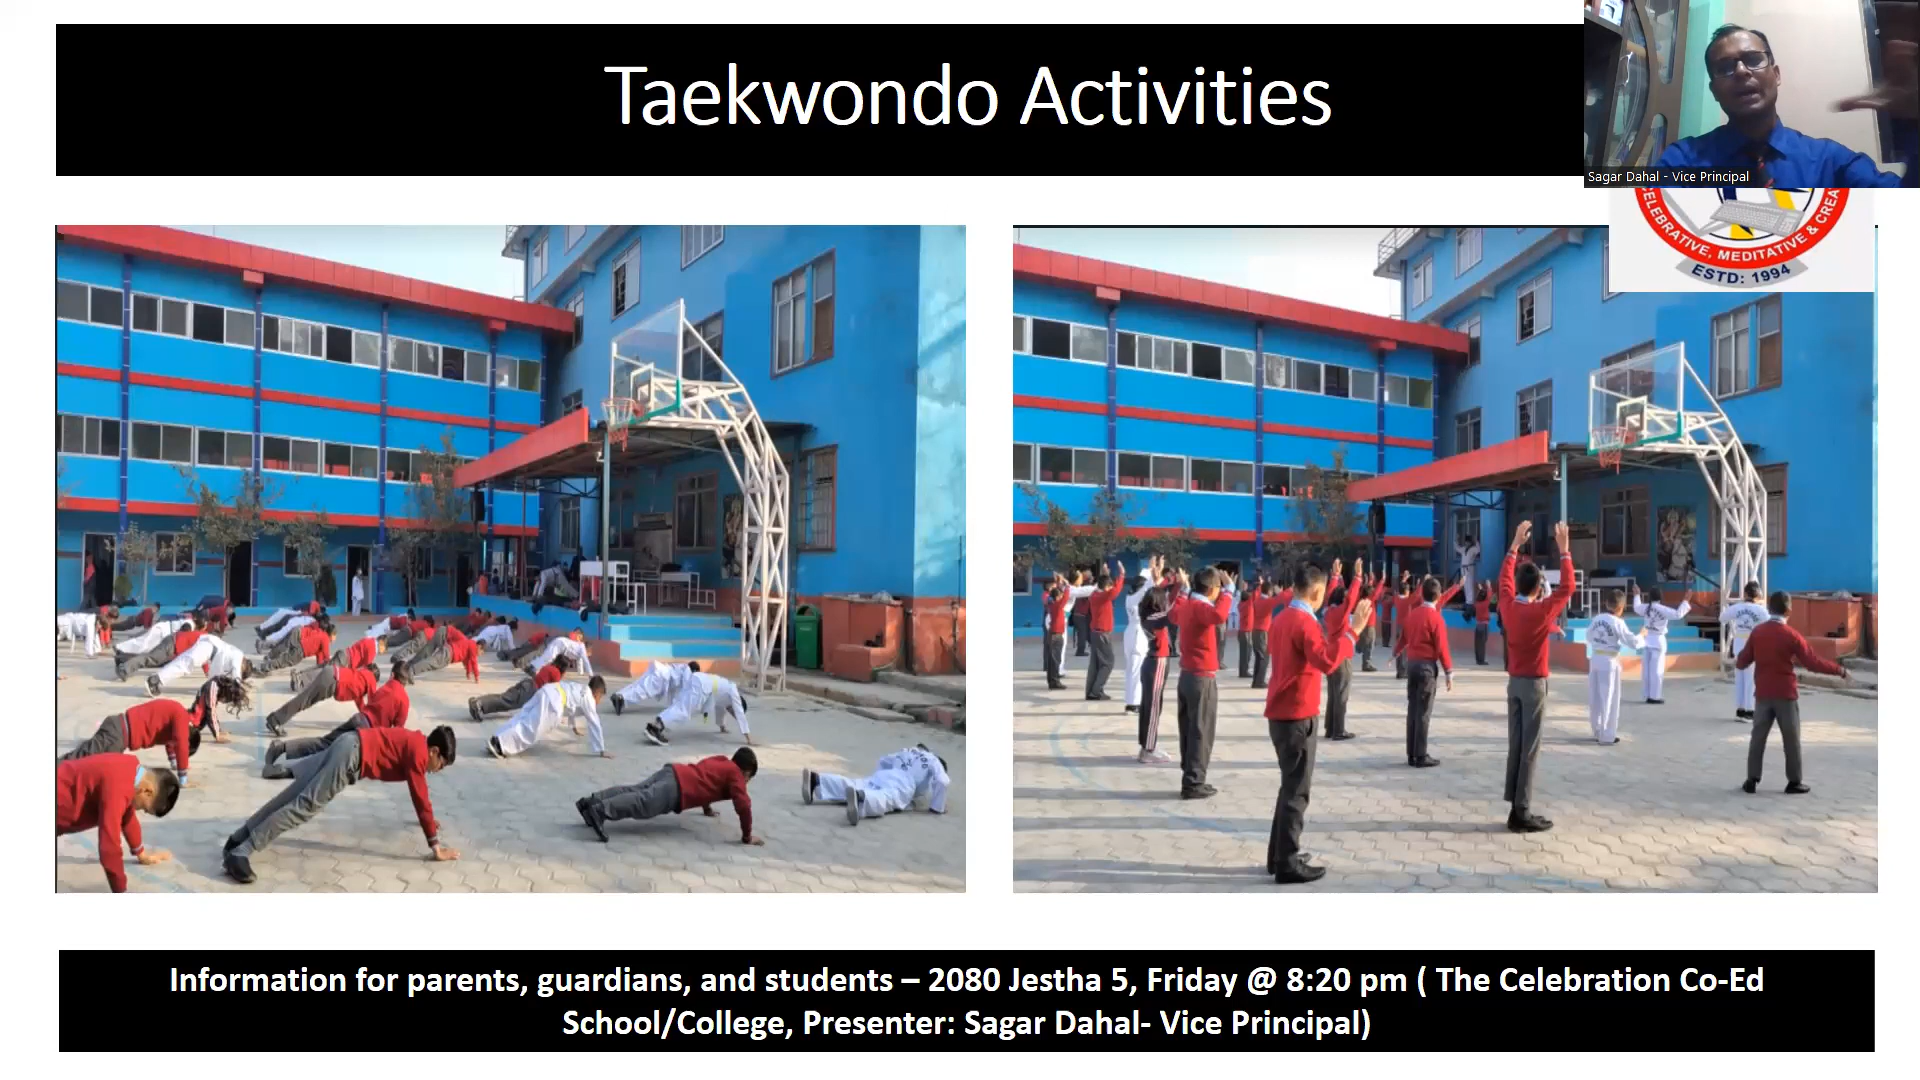 Taekwondo Activities
Sagar Dahal - Vice Principal
CELEBRATIVE, MEDITATIVE & CREA
ESTD: 1994
Information for parents, guardians, and students – 2080 Jestha 5, Friday @ 8:20 pm ( The Celebration Co-Ed
School/College, Presenter: Sagar Dahal- Vice Principal)